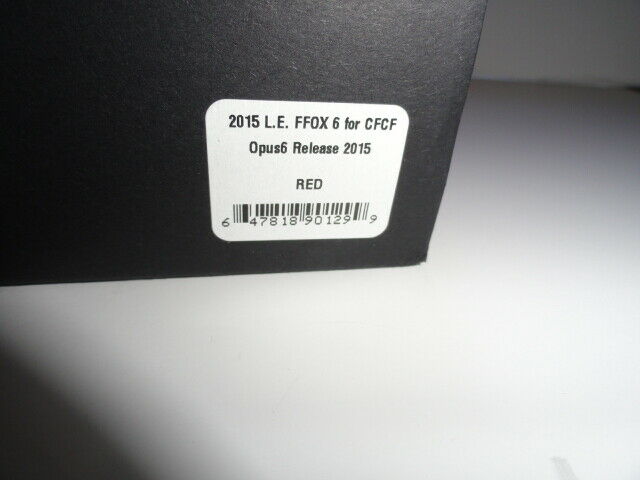 2015 L.E. FFOX 6 for CFCF
Opus6 Release 2015
RED
6 47818 90129 9